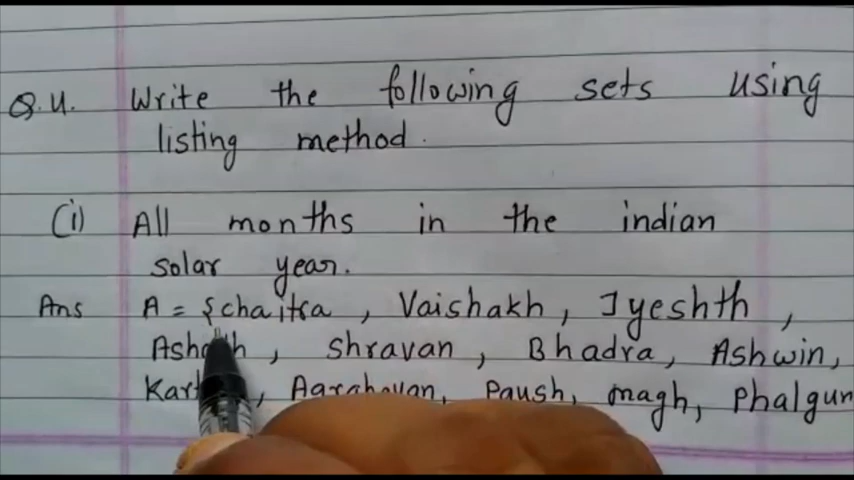 Q.4. Write the following sets using
listing method.
(i) All months in the indian
solar year.
Ans A = {chaitra, Vaishakh, Jyeshth,
Shravan, Bhadra, Ashwin,
Paush, magh, Phalgun